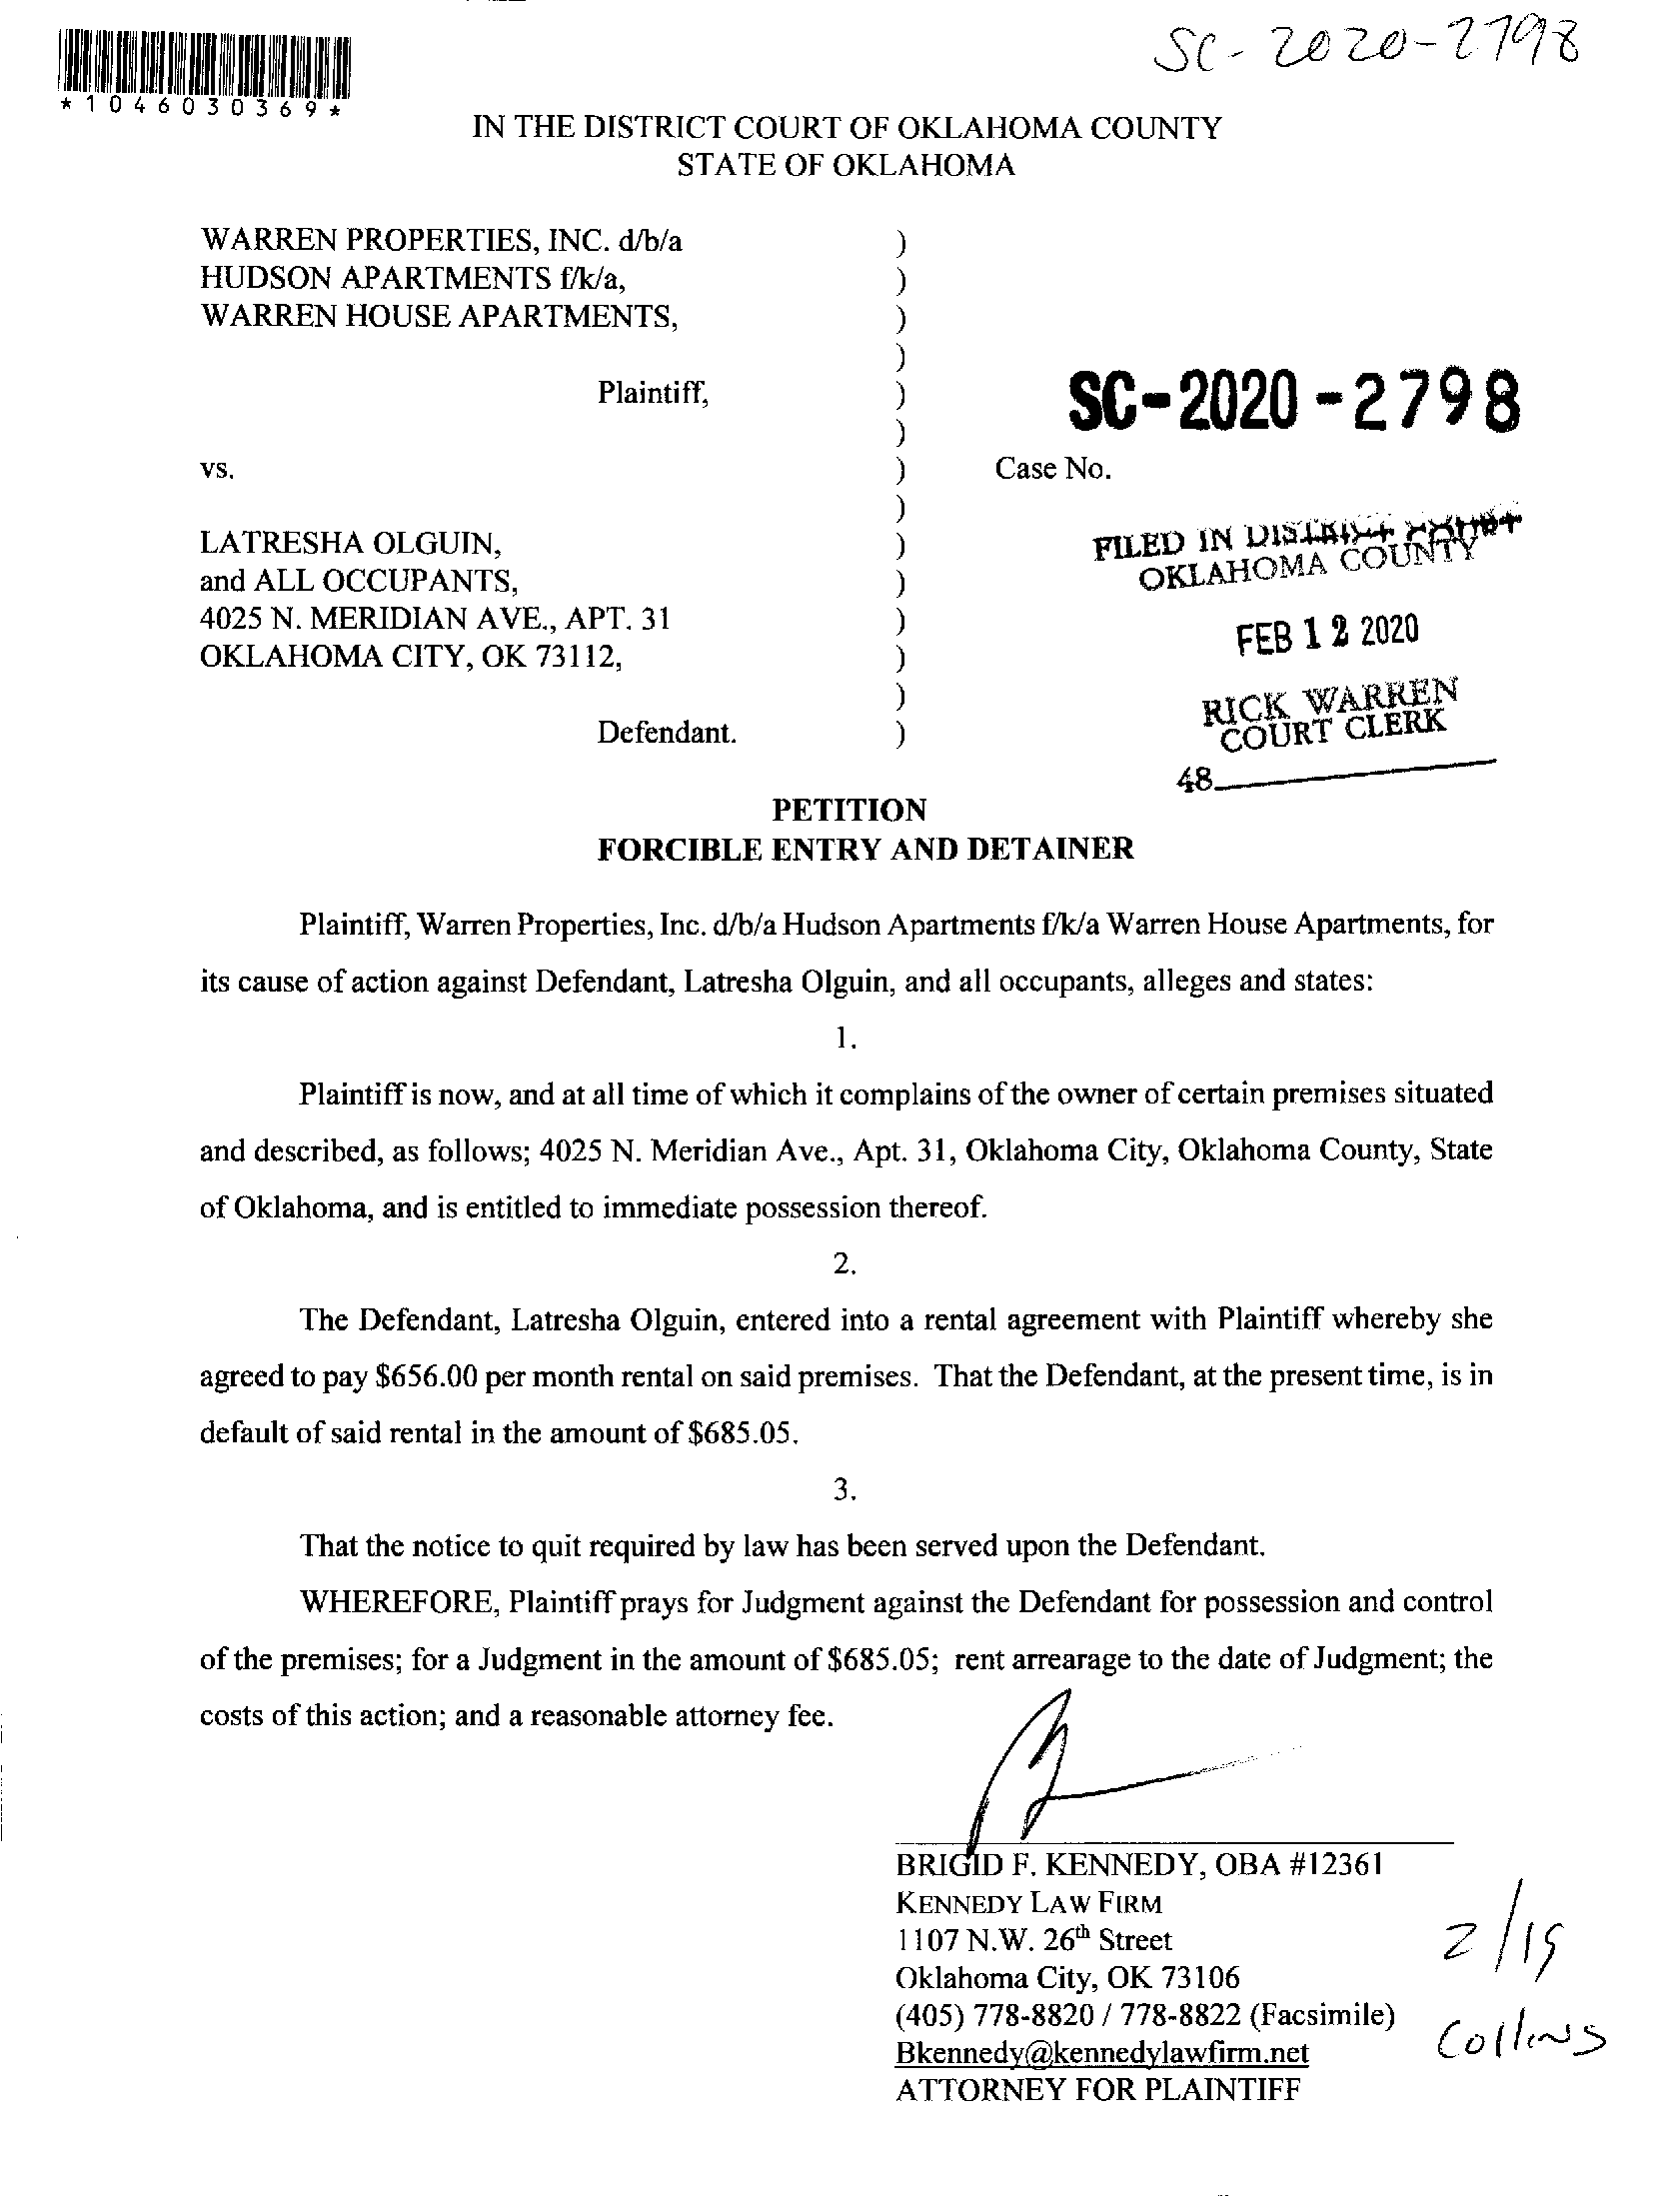 SC-2020-2798
*1046030369*
IN THE DISTRICT COURT OF OKLAHOMA COUNTY
STATE OF OKLAHOMA
WARREN PROPERTIES, INC. d/b/a )
HUDSON APARTMENTS f/k/a, )
WARREN HOUSE APARTMENTS, )
)
Plaintiff, )
SC-2020-2798
)
vs. ) Case No.
)
LATRESHA OLGUIN, )
and ALL OCCUPANTS, )
4025 N. MERIDIAN AVE., APT. 31 )
OKLAHOMA CITY, OK 73112, )
)
Defendant. )
FILED IN DISTRICT COURT
OKLAHOMA COUNTY
FEB 12 2020
RICK WARREN
COURT CLERK
48
PETITION
FORCIBLE ENTRY AND DETAINER
Plaintiff, Warren Properties, Inc. d/b/a Hudson Apartments f/k/a Warren House Apartments, for
its cause of action against Defendant, Latresha Olguin, and all occupants, alleges and states:
1.
Plaintiff is now, and at all time of which it complains of the owner of certain premises situated
and described, as follows; 4025 N. Meridian Ave., Apt. 31, Oklahoma City, Oklahoma County, State
of Oklahoma, and is entitled to immediate possession thereof.
2.
The Defendant, Latresha Olguin, entered into a rental agreement with Plaintiff whereby she
agreed to pay $656.00 per month rental on said premises. That the Defendant, at the present time, is in
default of said rental in the amount of $685.05.
3.
That the notice to quit required by law has been served upon the Defendant.
WHEREFORE, Plaintiff prays for Judgment against the Defendant for possession and control
of the premises; for a Judgment in the amount of $685.05; rent arrearage to the date of Judgment; the
costs of this action; and a reasonable attorney fee.
BRIGID F. KENNEDY, OBA #12361
KENNEDY LAW FIRM
1107 N.W. 26th Street
Oklahoma City, OK 73106
(405) 778-8820 / 778-8822 (Facsimile)
Bkennedy@kennedylawfirm.net
ATTORNEY FOR PLAINTIFF
2/19
Collins